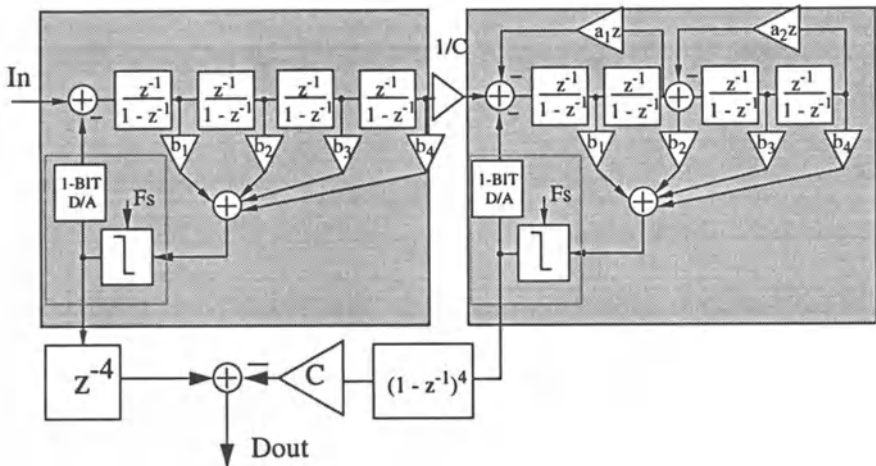 1/C
a₁z
a₂z
In
z⁻¹ / 1 - z⁻¹
z⁻¹ / 1 - z⁻¹
z⁻¹ / 1 - z⁻¹
z⁻¹ / 1 - z⁻¹
z⁻¹ / 1 - z⁻¹
z⁻¹ / 1 - z⁻¹
z⁻¹ / 1 - z⁻¹
z⁻¹ / 1 - z⁻¹
b₁
b₂
b₃
b₄
b₁
b₂
b₃
b₄
1-BIT
D/A
Fs
1-BIT
D/A
Fs
z⁻⁴
C
(1 - z⁻¹)⁴
Dout